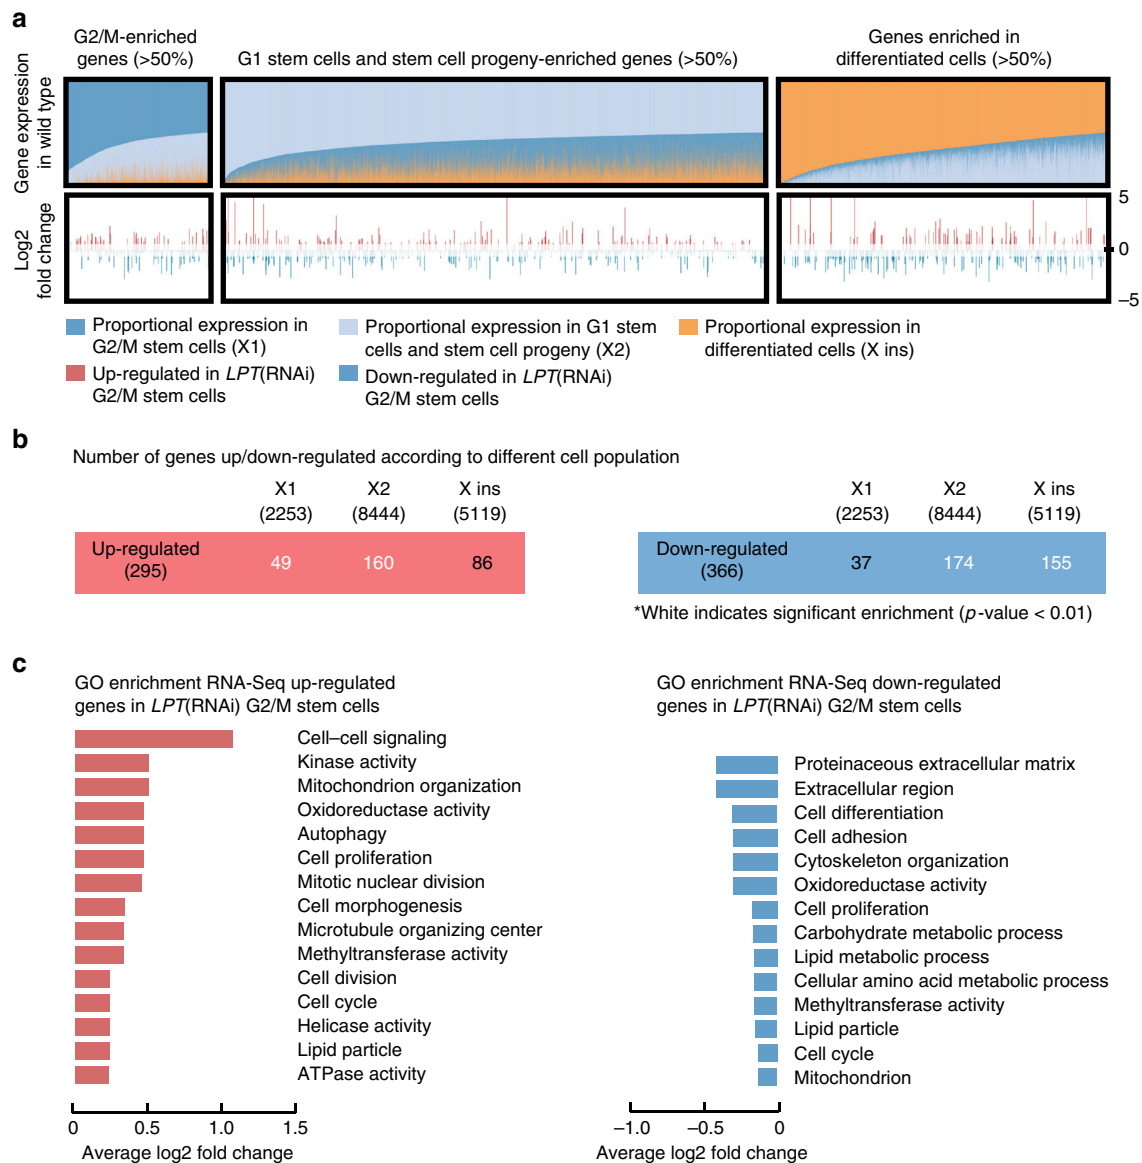 a
G2/M-enriched
genes (>50%)
G1 stem cells and stem cell progeny-enriched genes (>50%)
Genes enriched in
differentiated cells (>50%)
Gene expression
in wild type
Log2
fold change
5
0
–5
Proportional expression in
G2/M stem cells (X1)
Proportional expression in G1 stem
cells and stem cell progeny (X2)
Proportional expression in
differentiated cells (X ins)
Up-regulated in LPT(RNAi)
G2/M stem cells
Down-regulated in LPT(RNAi)
G2/M stem cells
b
Number of genes up/down-regulated according to different cell population
X1 X2 X ins
(2253) (8444) (5119)
Up-regulated
(295) 49 160 86
X1 X2 X ins
(2253) (8444) (5119)
Down-regulated
(366) 37 174 155
*White indicates significant enrichment (p-value < 0.01)
c
GO enrichment RNA-Seq up-regulated
genes in LPT(RNAi) G2/M stem cells
Cell–cell signaling
Kinase activity
Mitochondrion organization
Oxidoreductase activity
Autophagy
Cell proliferation
Mitotic nuclear division
Cell morphogenesis
Microtubule organizing center
Methyltransferase activity
Cell division
Cell cycle
Helicase activity
Lipid particle
ATPase activity
0 0.5 1.0 1.5
Average log2 fold change
GO enrichment RNA-Seq down-regulated
genes in LPT(RNAi) G2/M stem cells
Proteinaceous extracellular matrix
Extracellular region
Cell differentiation
Cell adhesion
Cytoskeleton organization
Oxidoreductase activity
Cell proliferation
Carbohydrate metabolic process
Lipid metabolic process
Cellular amino acid metabolic process
Methyltransferase activity
Lipid particle
Cell cycle
Mitochondrion
–1.0 –0.5 0
Average log2 fold change